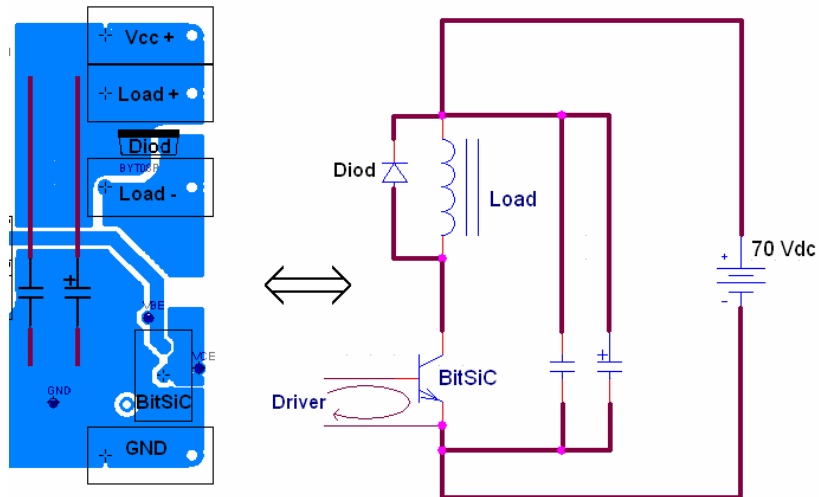 Vcc +
Load +
Diod
BYT08P
Load -
VBE
VCE
GND
BitSiC
GND
Diod
Load
70 Vdc
+
-
+
+
BitSiC
Driver